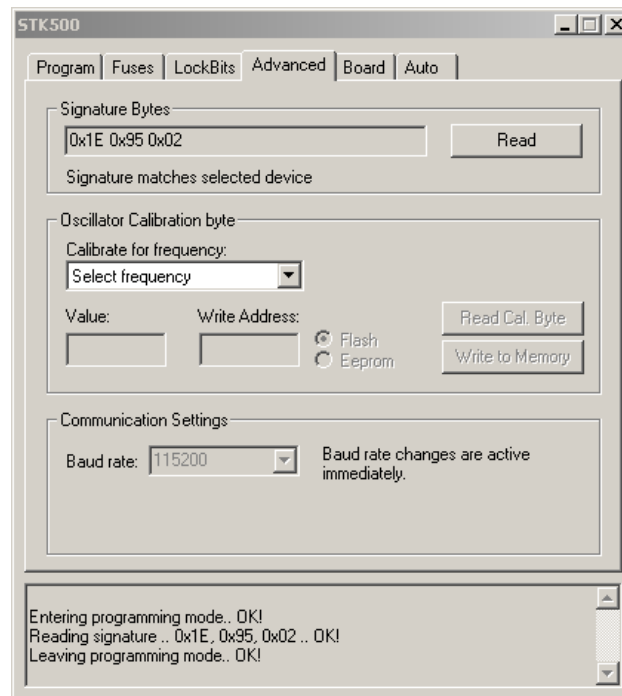 STK500
Program Fuses LockBits Advanced Board Auto
Signature Bytes
0x1E 0x95 0x02
Read
Signature matches selected device
Oscillator Calibration byte
Calibrate for frequency:
Select frequency
Value: Write Address:
Flash
Eeprom
Read Cal. Byte
Write to Memory
Communication Settings
Baud rate: 115200
Baud rate changes are active
immediately.
Entering programming mode.. OK!
Reading signature .. 0x1E, 0x95, 0x02 .. OK!
Leaving programming mode.. OK!